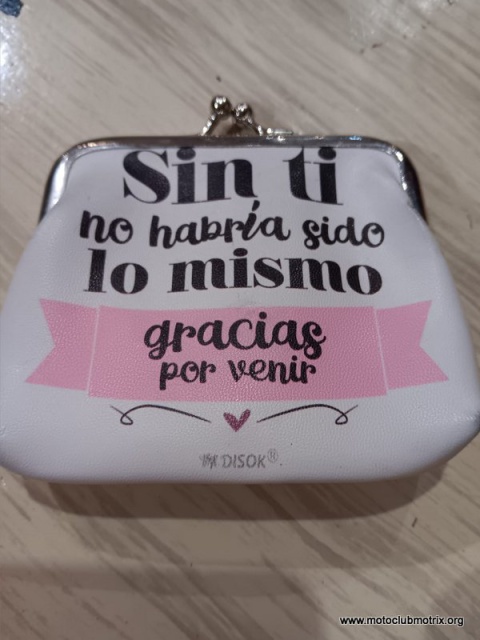 Sin ti
no habría sido
lo mismo
gracias
por venir
DISOK®
www.motoclubmotrix.org